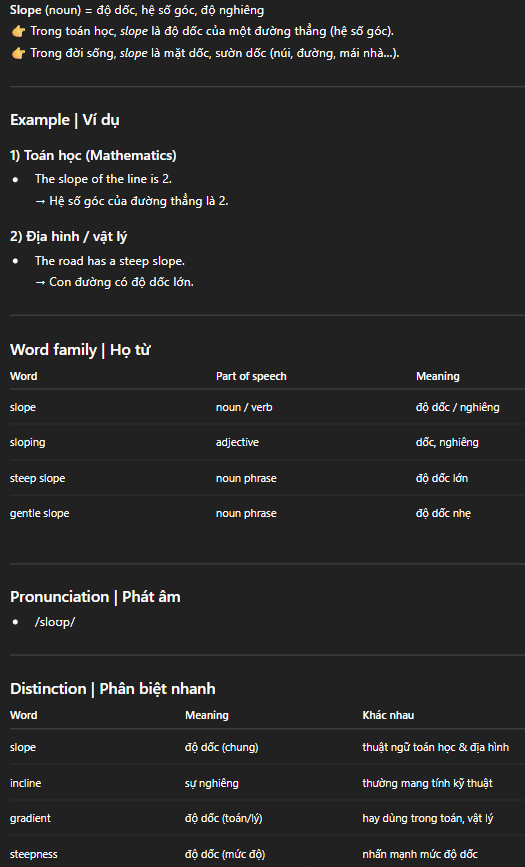 Slope (noun) = độ dốc, hệ số góc, độ nghiêng
👉 Trong toán học, slope là độ dốc của một đường thẳng (hệ số góc).
👉 Trong đời sống, slope là mặt dốc, sườn dốc (núi, đường, mái nhà...).
Example | Ví dụ
1) Toán học (Mathematics)
• The slope of the line is 2.
→ Hệ số góc của đường thẳng là 2.
2) Địa hình / vật lý
• The road has a steep slope.
→ Con đường có độ dốc lớn.
Word family | Họ từ
Word Part of speech Meaning
slope noun / verb độ dốc / nghiêng
sloping adjective dốc, nghiêng
steep slope noun phrase độ dốc lớn
gentle slope noun phrase độ dốc nhẹ
Pronunciation | Phát âm
• /sloʊp/
Distinction | Phân biệt nhanh
Word Meaning Khác nhau
slope độ dốc (chung) thuật ngữ toán học & địa hình
incline sự nghiêng thường mang tính kỹ thuật
gradient độ dốc (toán/lý) hay dùng trong toán, vật lý
steepness độ dốc (mức độ) nhấn mạnh mức độ dốc